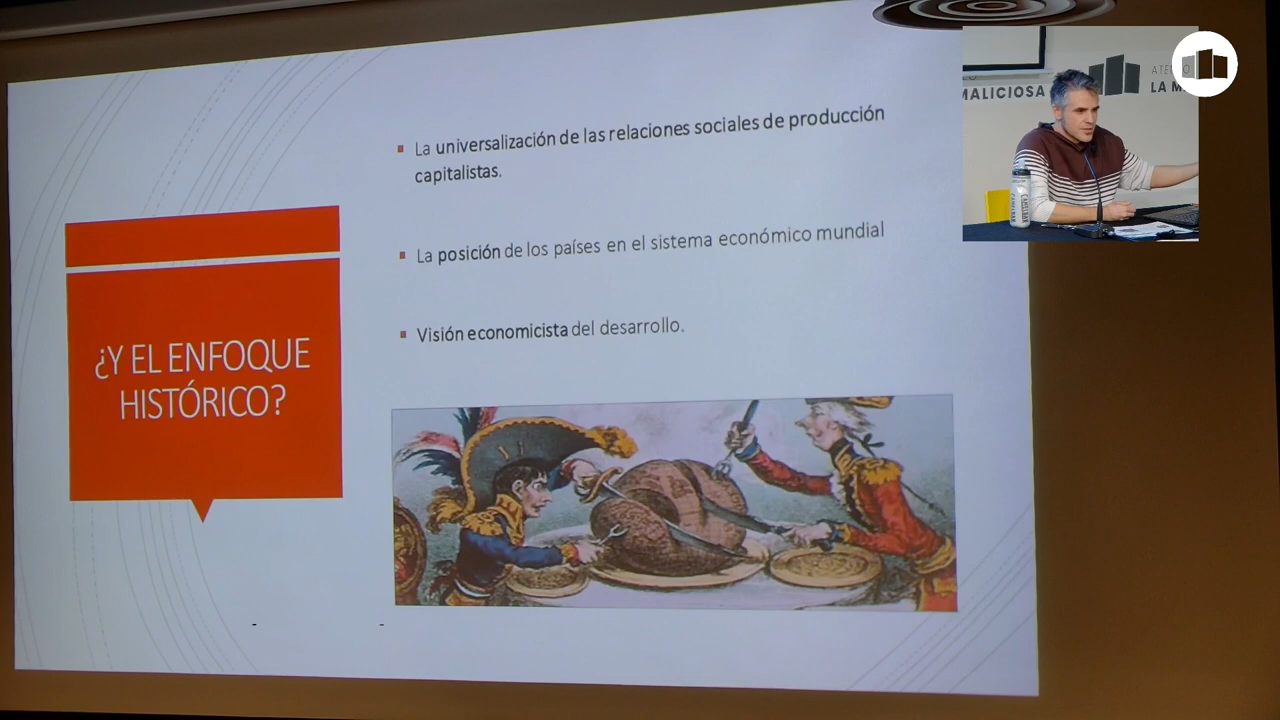 ¿Y EL ENFOQUE
HISTÓRICO?
La universalización de las relaciones sociales de producción
capitalistas.
La posición de los países en el sistema económico mundial
Visión economicista del desarrollo.
MALICIOSA
LA M